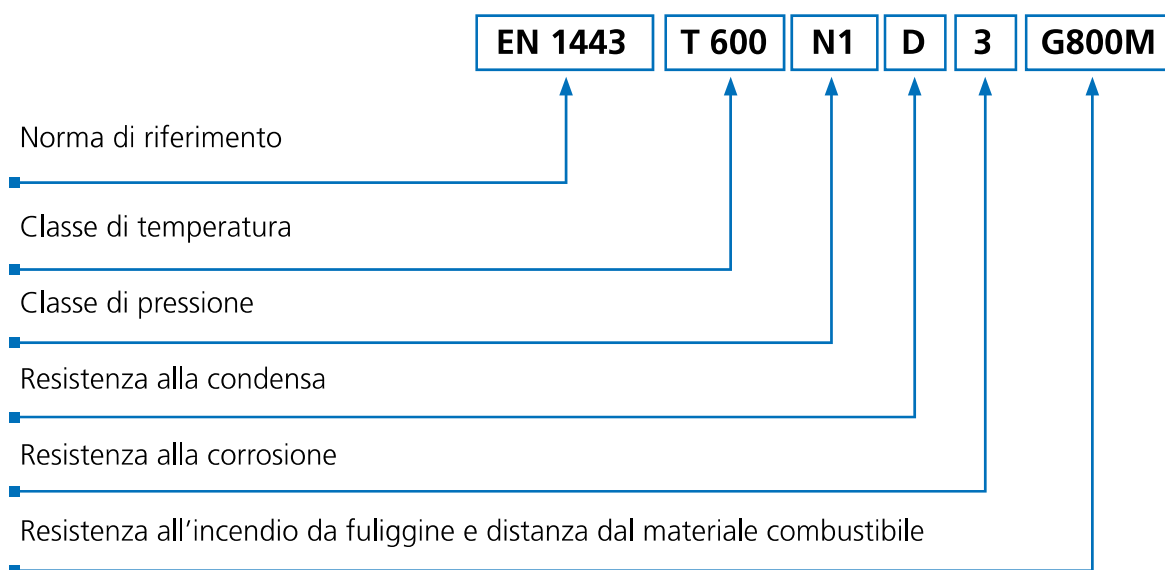 EN 1443 T 600 N1 D 3 G800M
Norma di riferimento
Classe di temperatura
Classe di pressione
Resistenza alla condensa
Resistenza alla corrosione
Resistenza all'incendio da fuliggine e distanza dal materiale combustibile